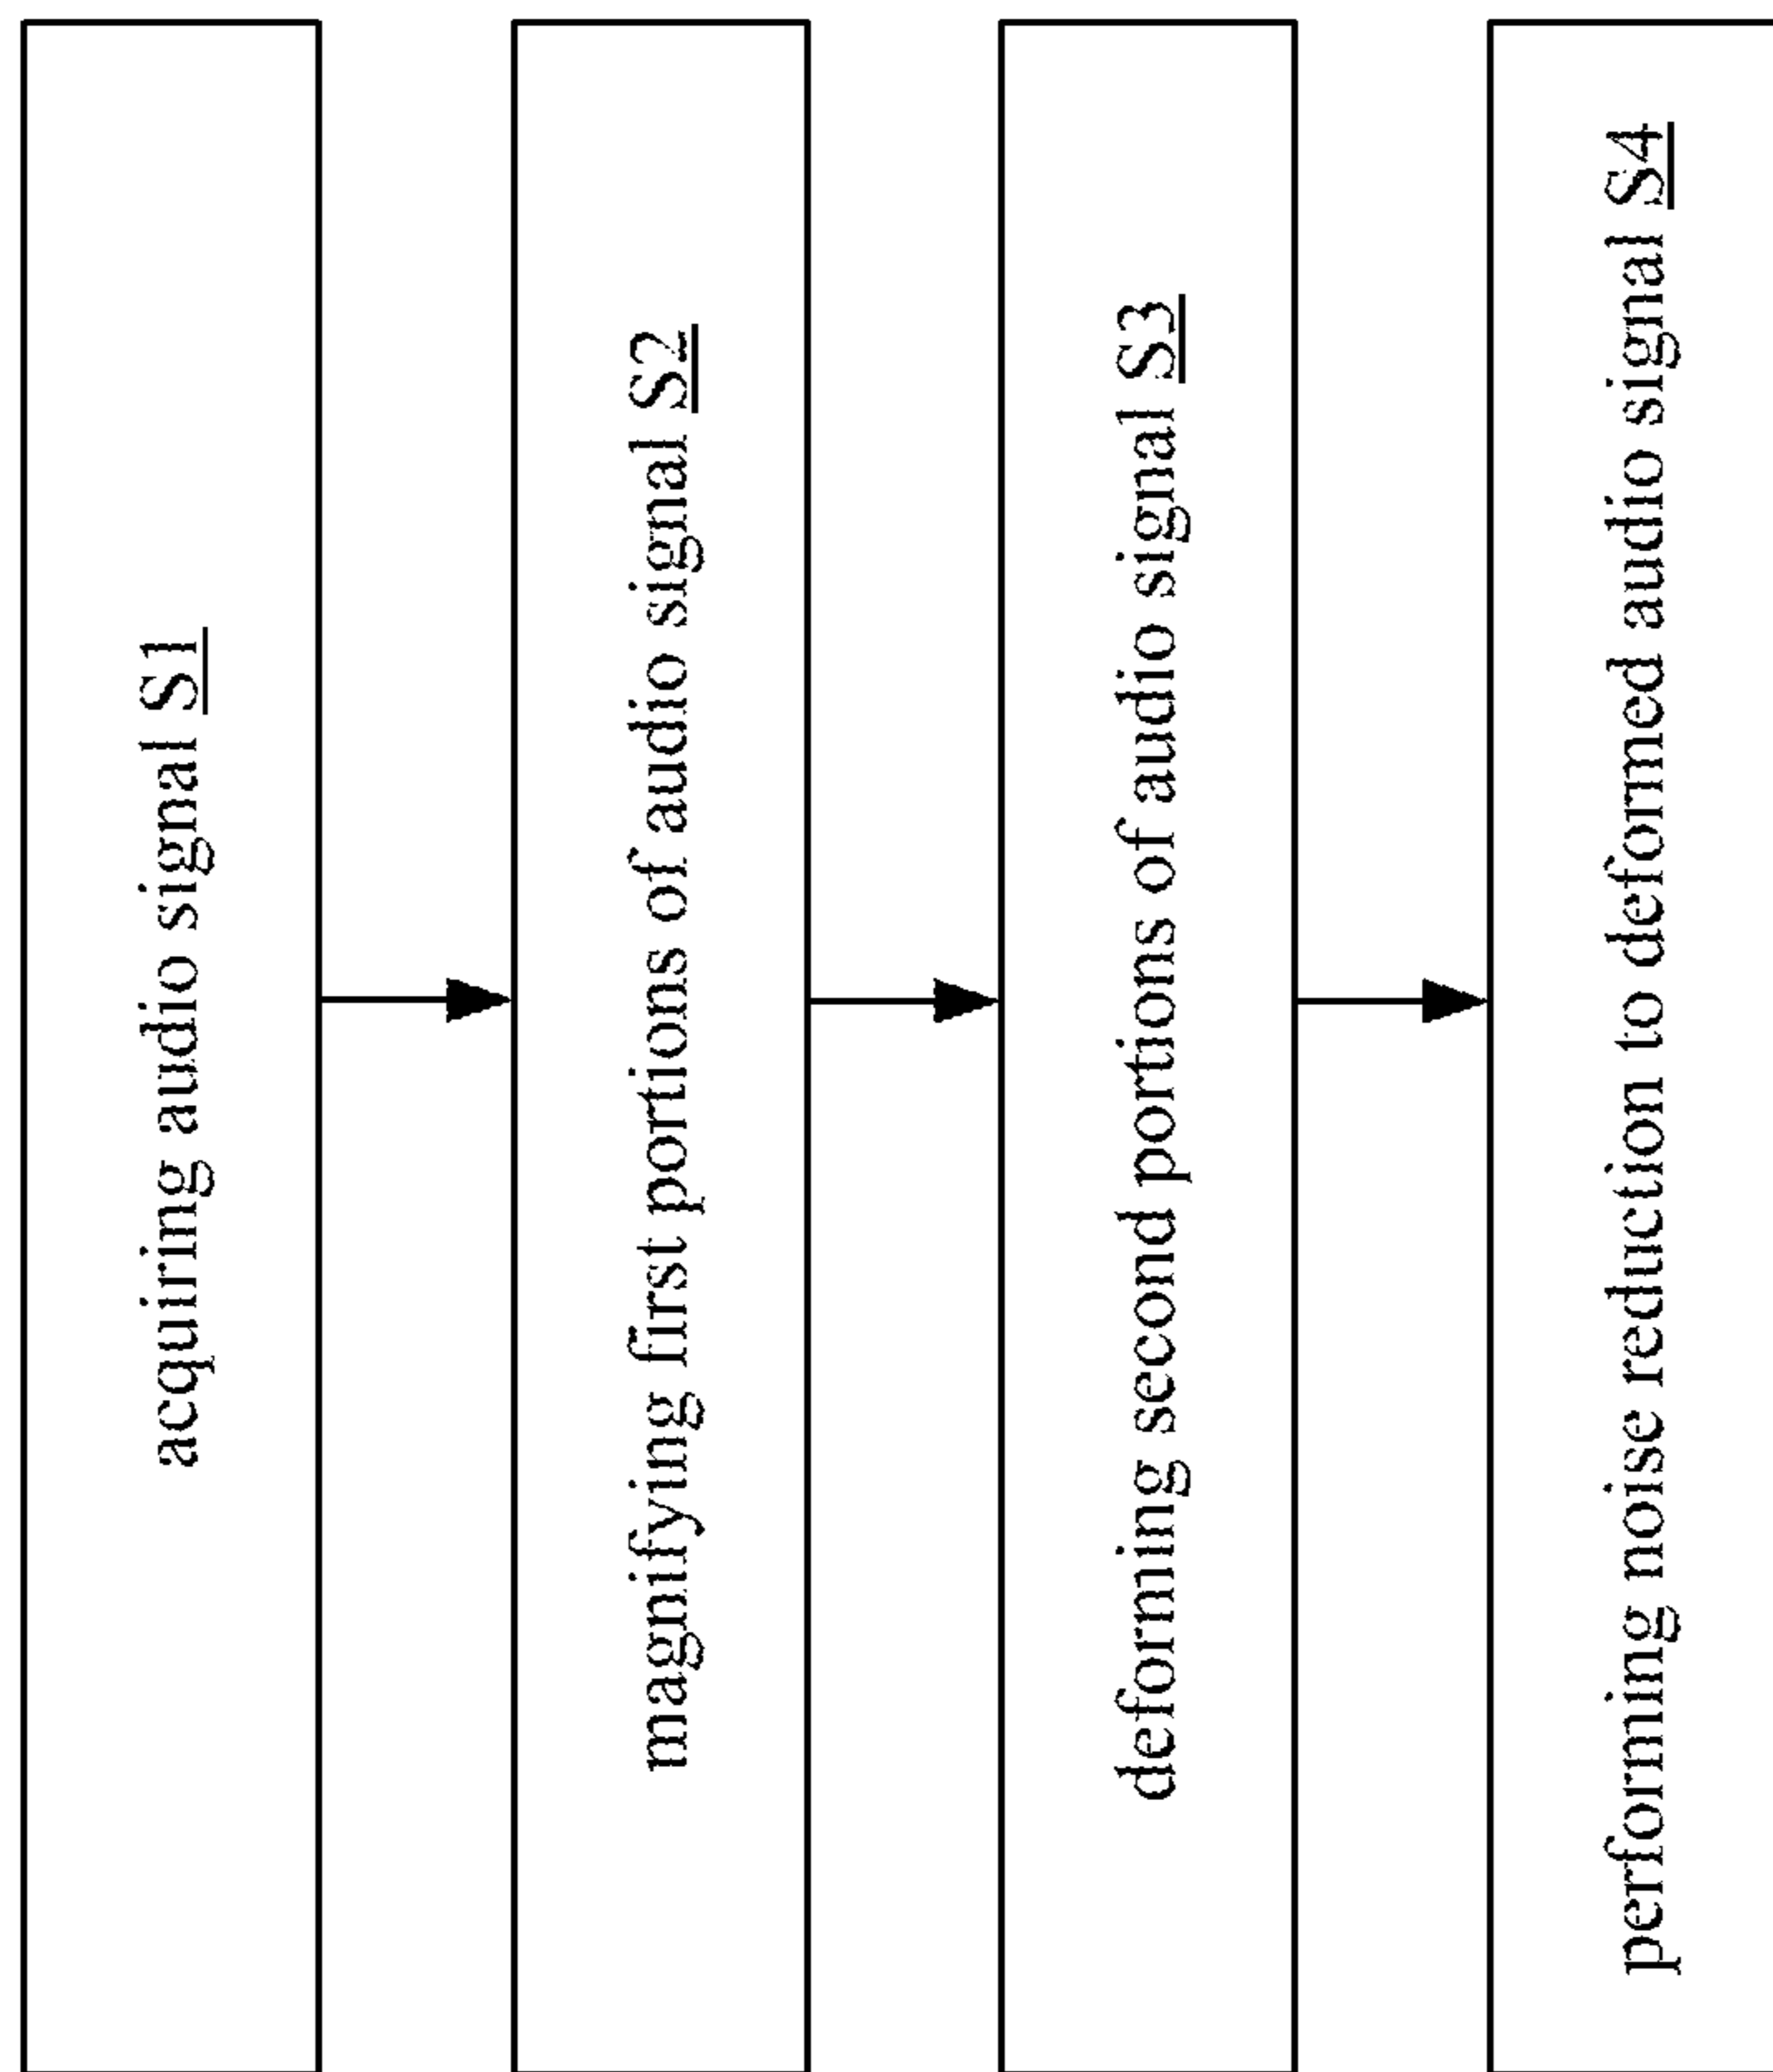 acquiring audio signal S1
magnifying first portions of audio signal S2
deforming second portions of audio signal S3
performing noise reduction to deformed audio signal S4